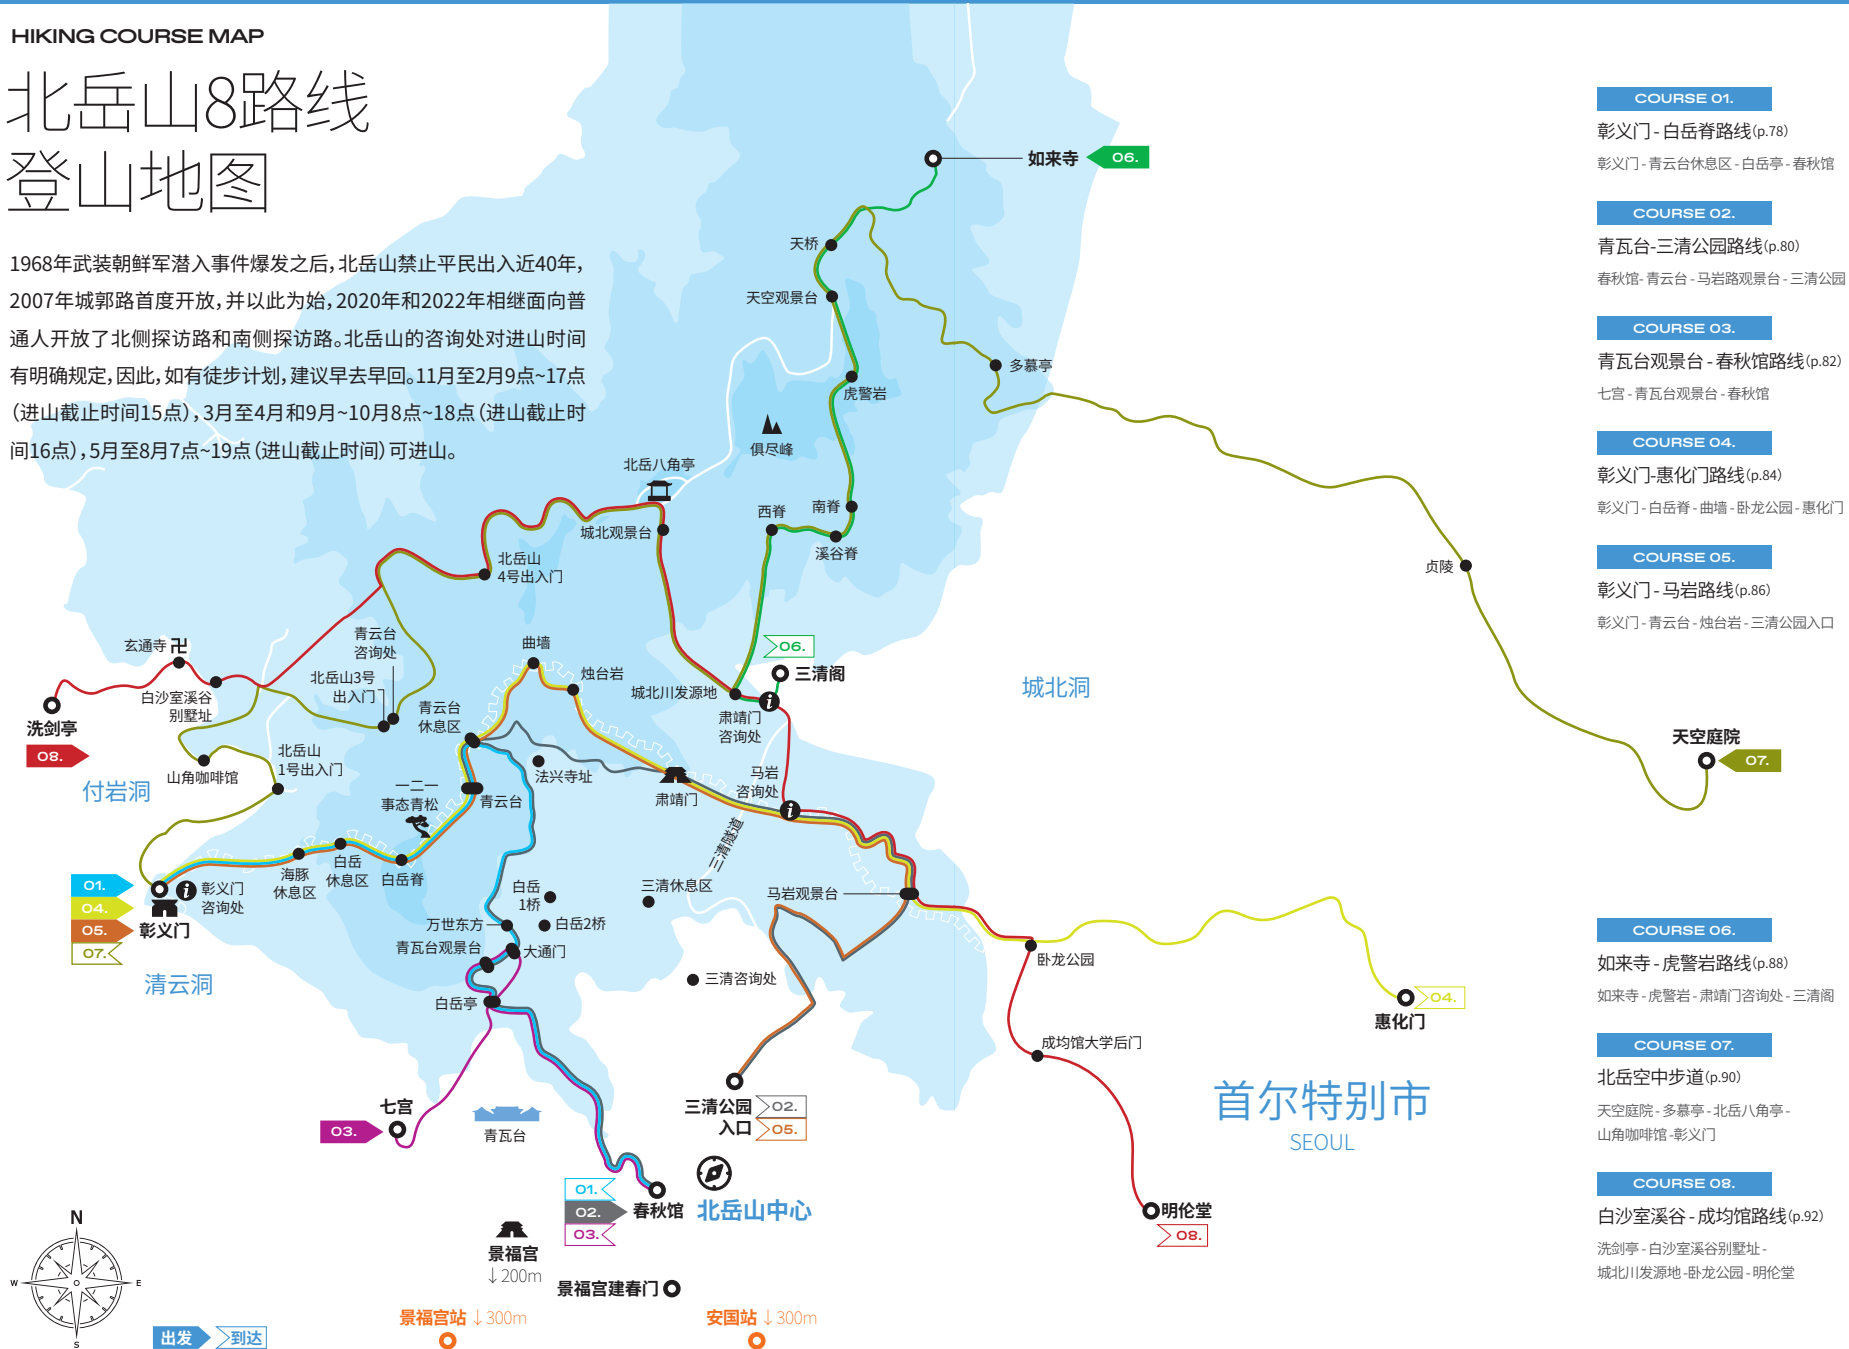 HIKING COURSE MAP
北岳山8路线
登山地图
1968年武装朝鲜军潜入事件爆发之后，北岳山禁止平民出入近40年，
2007年城郭路首度开放，并以此为始，2020年和2022年相继面向普
通人开放了北侧探访路和南侧探访路。北岳山的咨询处对进山时间
有明确规定，因此，如有徒步计划，建议早去早回。11月至2月9点~17点
（进山截止时间15点），3月至4月和9月~10月8点~18点（进山截止时
间16点），5月至8月7点~19点（进山截止时间）可进山。
如来寺
06.
天桥
天空观景台
多慕亭
虎警岩
俱尽峰
北岳八角亭
西脊
南脊
城北观景台
溪谷脊
北岳山
4号出入门
贞陵
玄通寺
青云台
咨询处
曲墙
06.
北岳山3号
出入门
烛台岩
三清阁
白沙室溪谷
别墅址
城北川发源地
城北洞
洗剑亭
08.
青云台
休息区
肃靖门
咨询处
天空庭院
07.
付岩洞
山角咖啡馆
北岳山
1号出入门
法兴寺址
马岩
咨询处
一二一
事态青松
青云台
肃靖门
三清隧道
01.
04.
05.
07.
彰义门
咨询处
彰义门
海豚
休息区
白岳
休息区
白岳脊
白岳
1桥
三清休息区
马岩观景台
万世东方
白岳2桥
青瓦台观景台
大通门
卧龙公园
清云洞
三清咨询处
白岳亭
04.
惠化门
成均馆大学后门
七宫
03.
青瓦台
三清公园
入口
02.
05.
首尔特别市
SEOUL
01.
02.
03.
春秋馆
北岳山中心
明伦堂
08.
景福宫
↓200m
景福宫建春门
景福宫站 ↓300m
安国站 ↓300m
N
W
E
S
出发
到达
COURSE 01.
彰义门 - 白岳脊路线(p.78)
彰义门 - 青云台休息区 - 白岳亭 - 春秋馆
COURSE 02.
青瓦台-三清公园路线(p.80)
春秋馆- 青云台 - 马岩路观景台 - 三清公园
COURSE 03.
青瓦台观景台 - 春秋馆路线(p.82)
七宫 - 青瓦台观景台 - 春秋馆
COURSE 04.
彰义门-惠化门路线(p.84)
彰义门 - 白岳脊 - 曲墙 - 卧龙公园 - 惠化门
COURSE 05.
彰义门 - 马岩路线(p.86)
彰义门 - 青云台 - 烛台岩 - 三清公园入口
COURSE 06.
如来寺 - 虎警岩路线(p.88)
如来寺 - 虎警岩 - 肃靖门咨询处 - 三清阁
COURSE 07.
北岳空中步道(p.90)
天空庭院 - 多慕亭 - 北岳八角亭 -
山角咖啡馆 -彰义门
COURSE 08.
白沙室溪谷 - 成均馆路线(p.92)
洗剑亭 - 白沙室溪谷别墅址 -
城北川发源地 -卧龙公园 - 明伦堂